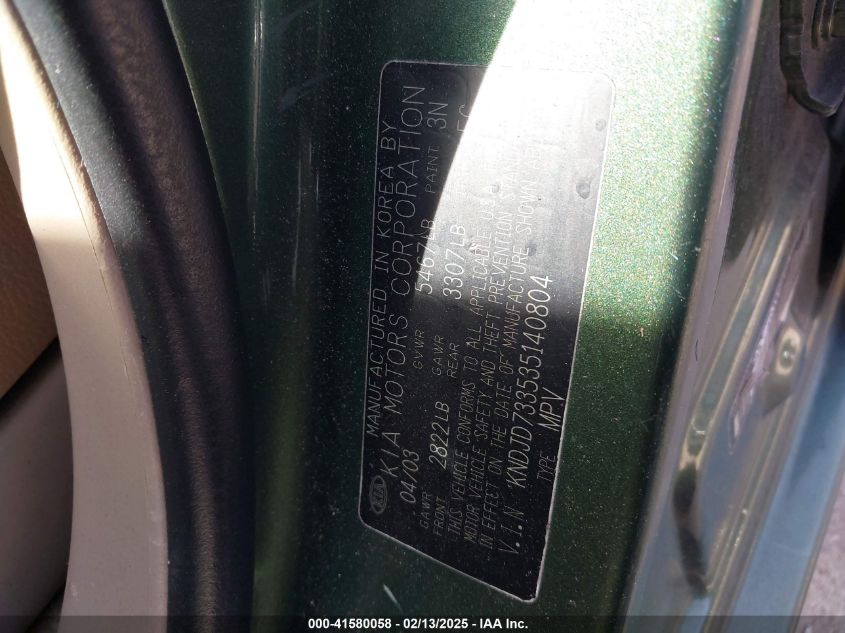 KIA
MANUFACTURED IN KOREA BY
KIA MOTORS CORPORATION
04/03 GVWR 5467LB PAINT 3N
GAWR FRONT 2822LB GAWR REAR 3307LB
THIS VEHICLE CONFORMS TO ALL APPLICABLE U.S.
MOTOR VEHICLE SAFETY AND THEFT PREVENTION
IN EFFECT ON THE DATE OF MANUFACTURE SHOWN
V.I.N KNDJD733535140804
TYPE MPV
000-41580058 - 02/13/2025 - IAA Inc.